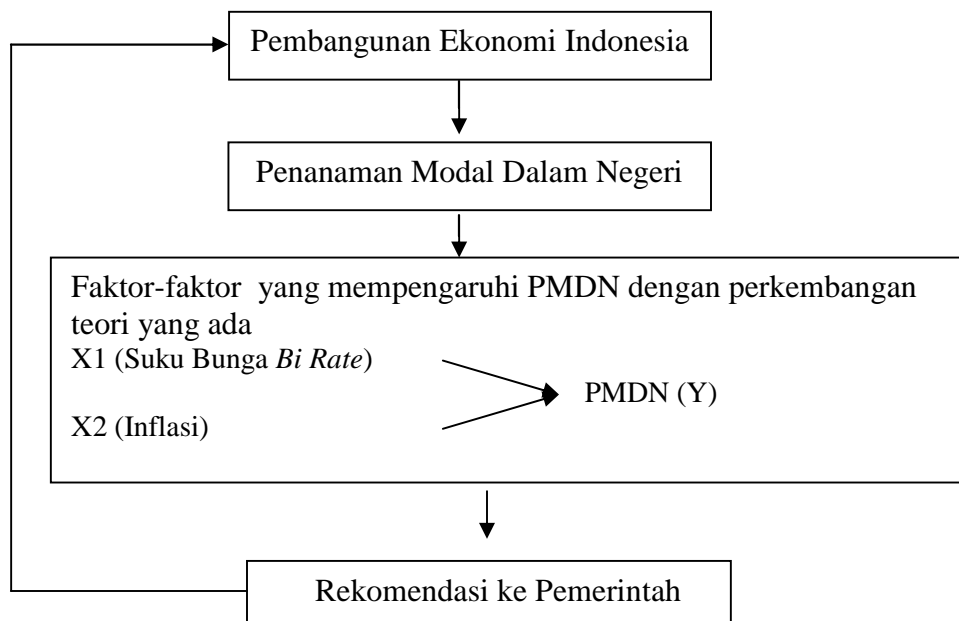 Pembangunan Ekonomi Indonesia
Penanaman Modal Dalam Negeri
Faktor-faktor yang mempengaruhi PMDN dengan perkembangan
teori yang ada
X1 (Suku Bunga Bi Rate)
PMDN (Y)
X2 (Inflasi)
Rekomendasi ke Pemerintah